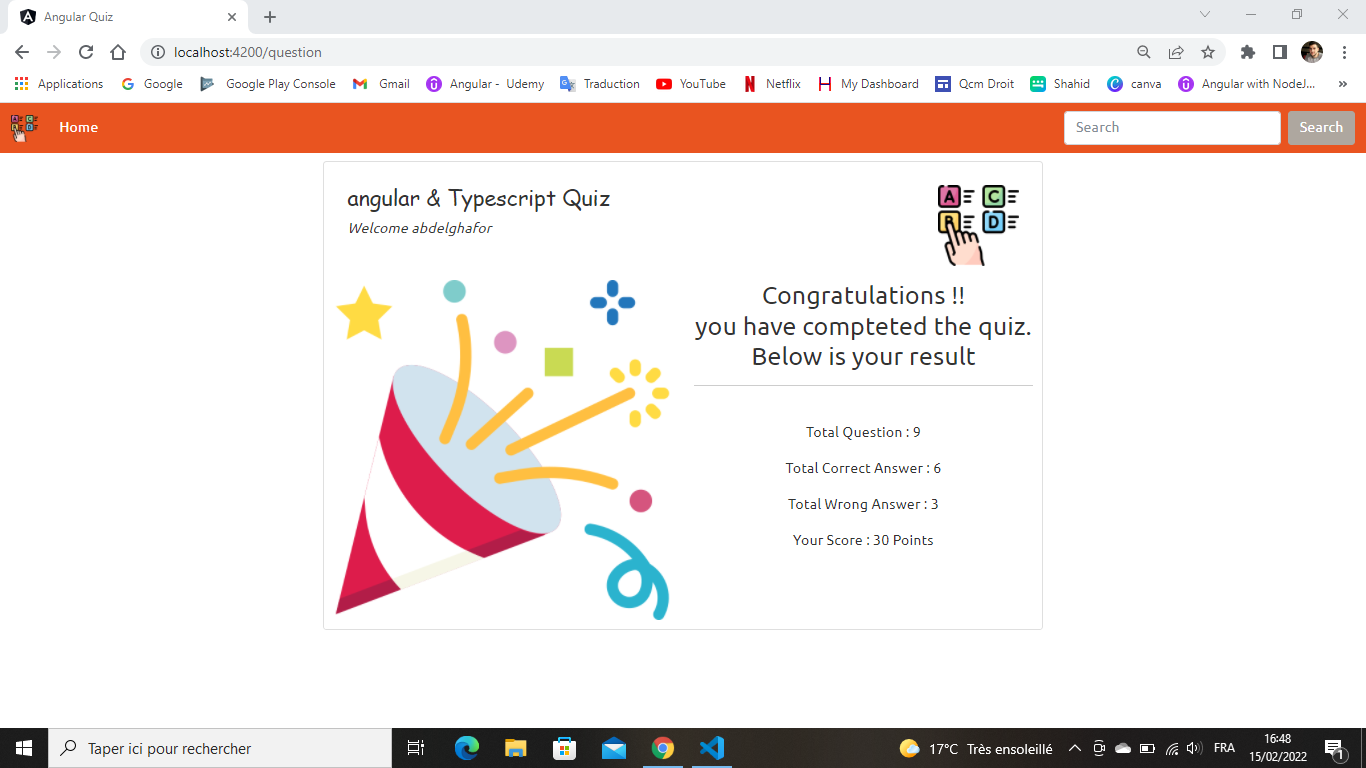 Angular Quiz
localhost:4200/question
Applications Google Google Play Console Gmail Angular - Udemy Traduction YouTube Netflix My Dashboard Qcm Droit Shahid canva Angular with NodeJ... »
Home Search Search
angular & Typescript Quiz
Welcome abdelghafor
A C
B D
Congratulations !!
you have compteted the quiz.
Below is your result
Total Question : 9
Total Correct Answer : 6
Total Wrong Answer : 3
Your Score : 30 Points
Taper ici pour rechercher 17°C Très ensoleillé FRA 16:48
15/02/2022 1